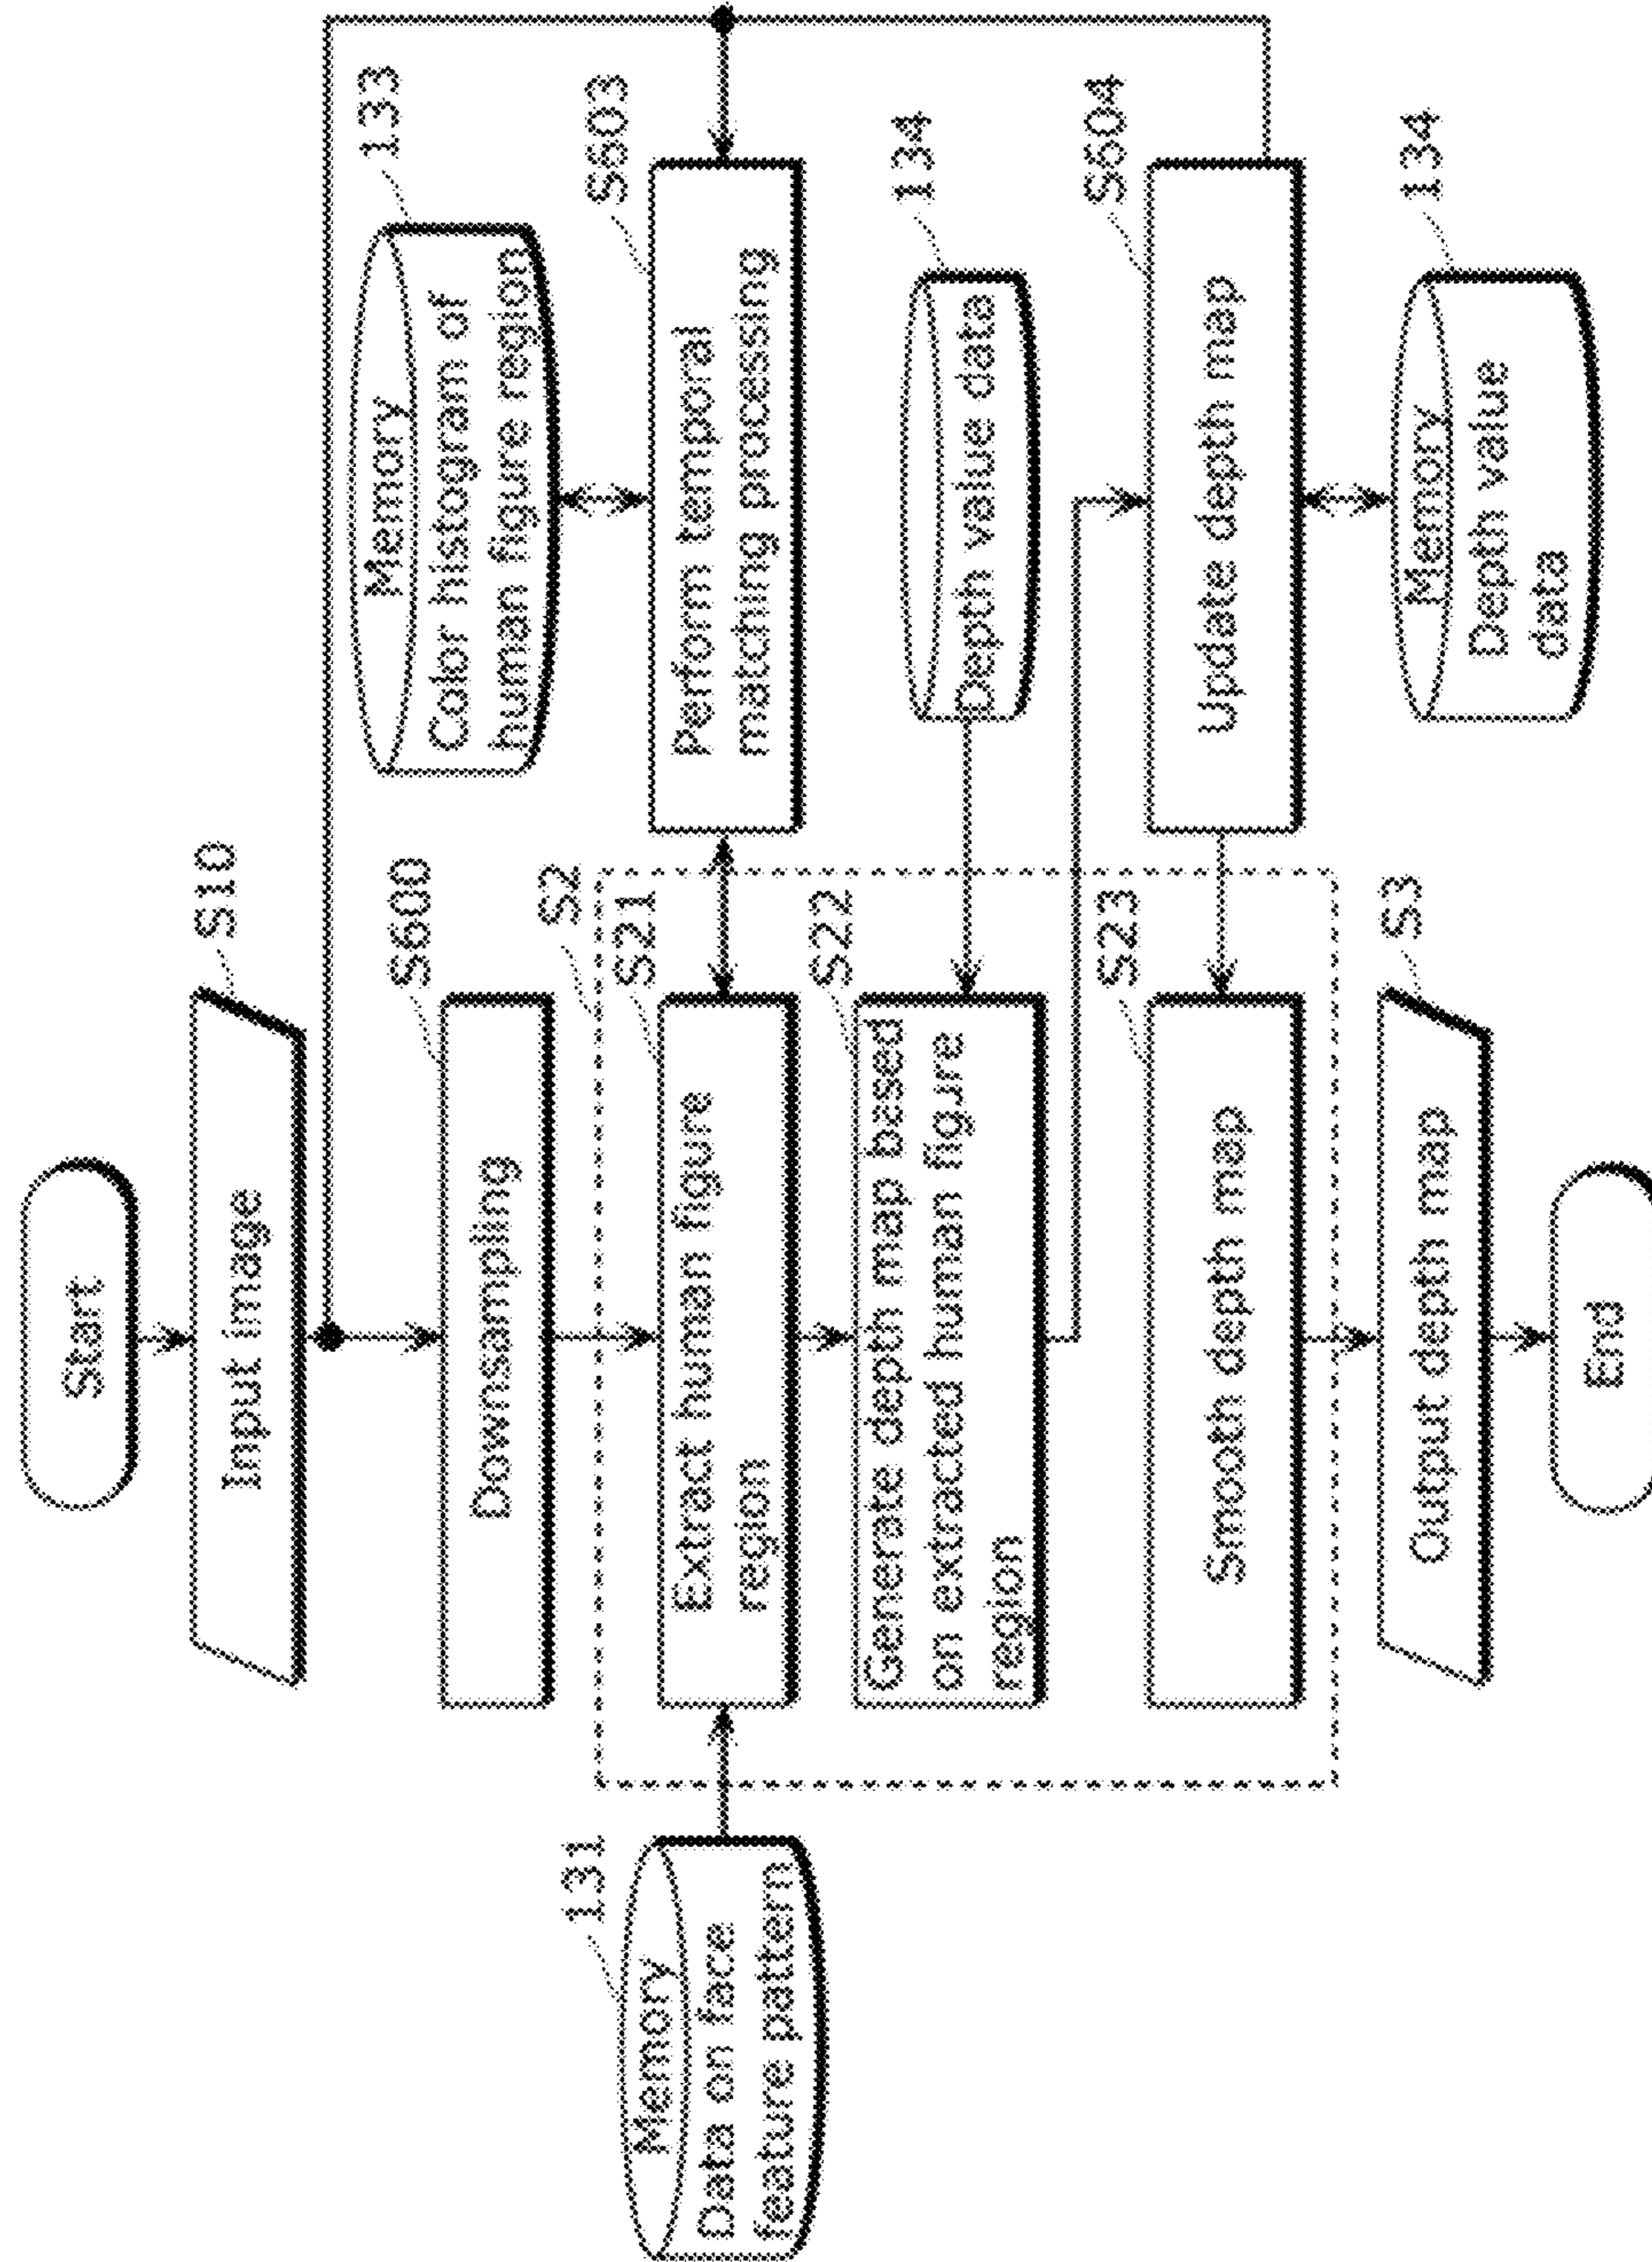 Start
S10
Input image
S600
Downsampling
133
Memory
Color histogram of
human figure region
S2
S21
Extract human figure
region
131
Memory
Data on face
feature pattern
S603
Perform temporal
matching processing
S22
Generate depth map based
on extracted human figure
region
134
Depth value data
S23
Smooth depth map
S604
Update depth map
134
Memory
Depth value
data
S3
Output depth map
End